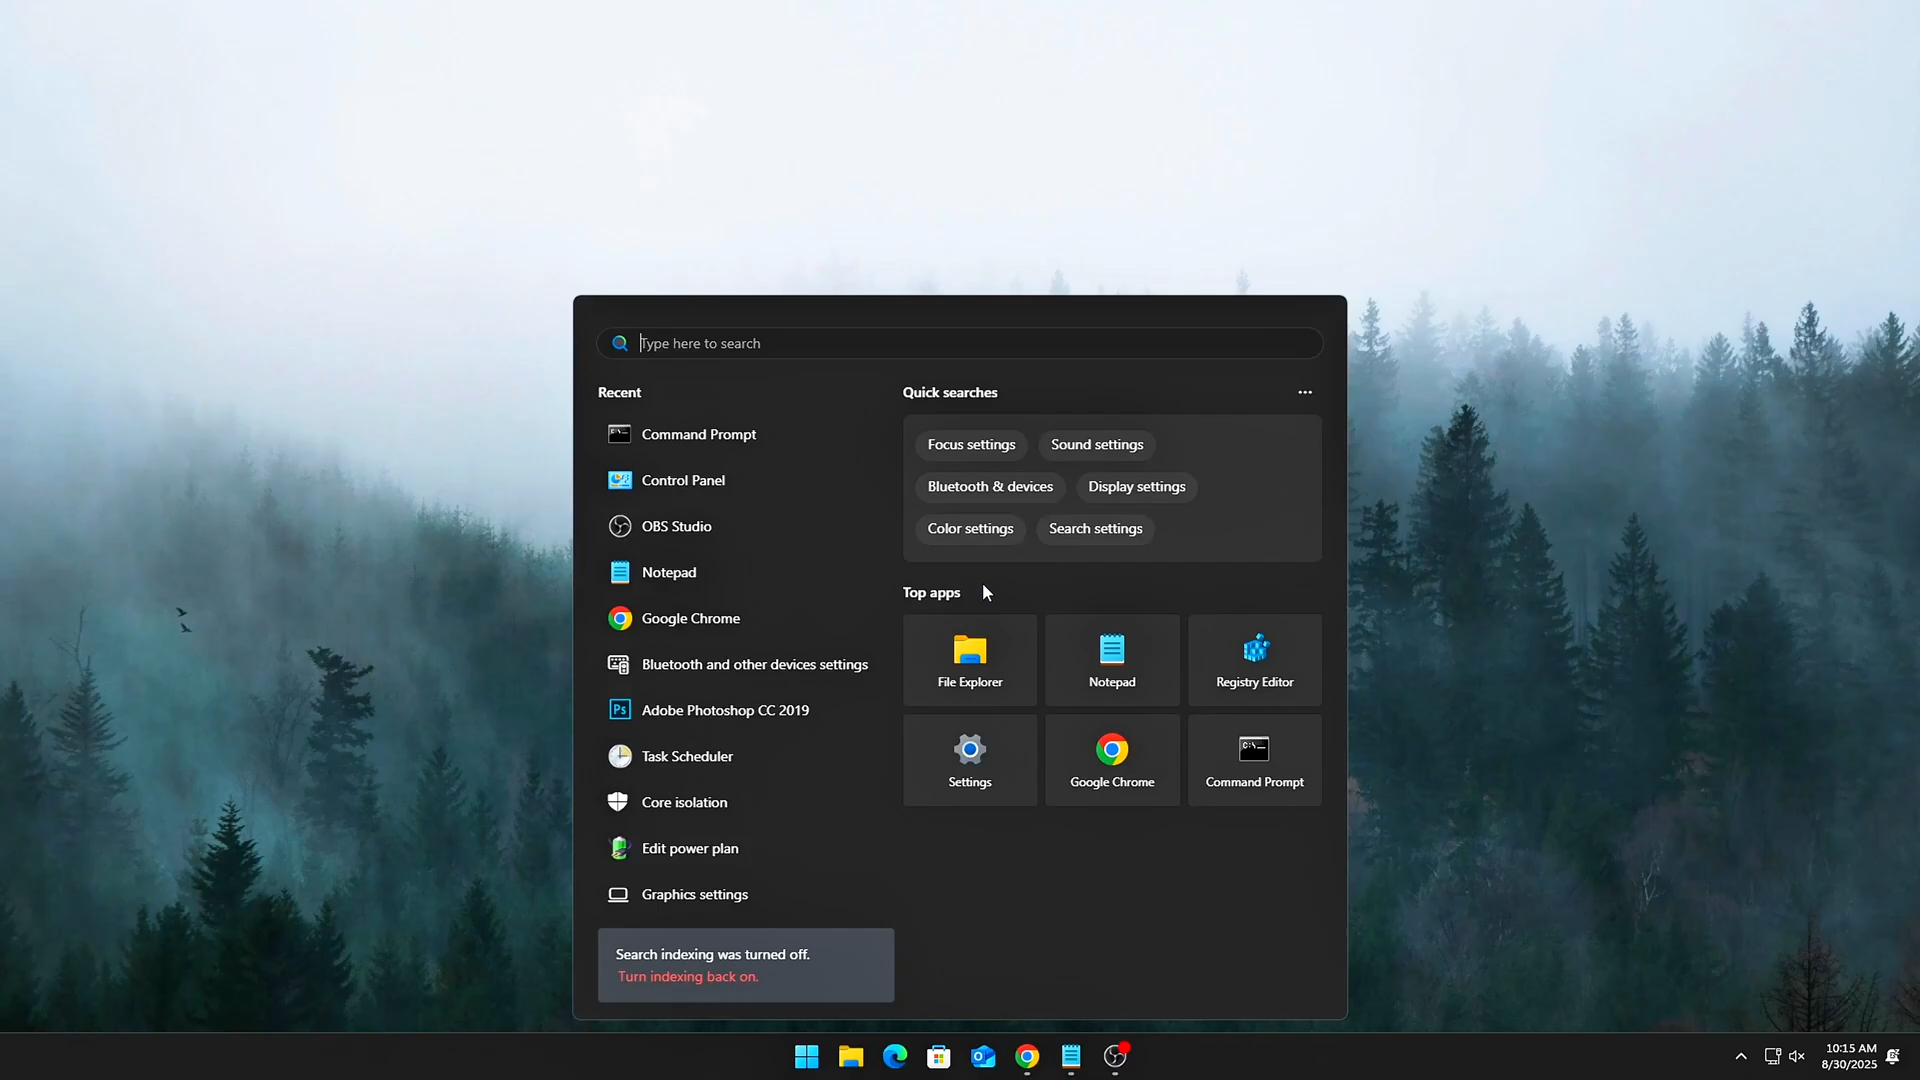 Type here to search
Recent
Command Prompt
Control Panel
OBS Studio
Notepad
Google Chrome
Bluetooth and other devices settings
Ps
Adobe Photoshop CC 2019
Task Scheduler
Core isolation
Edit power plan
Graphics settings
Search indexing was turned off.
Turn indexing back on.
Quick searches
Focus settings
Sound settings
Bluetooth & devices
Display settings
Color settings
Search settings
Top apps
File Explorer
Notepad
Registry Editor
Settings
Google Chrome
Command Prompt
10:15 AM
8/30/2025